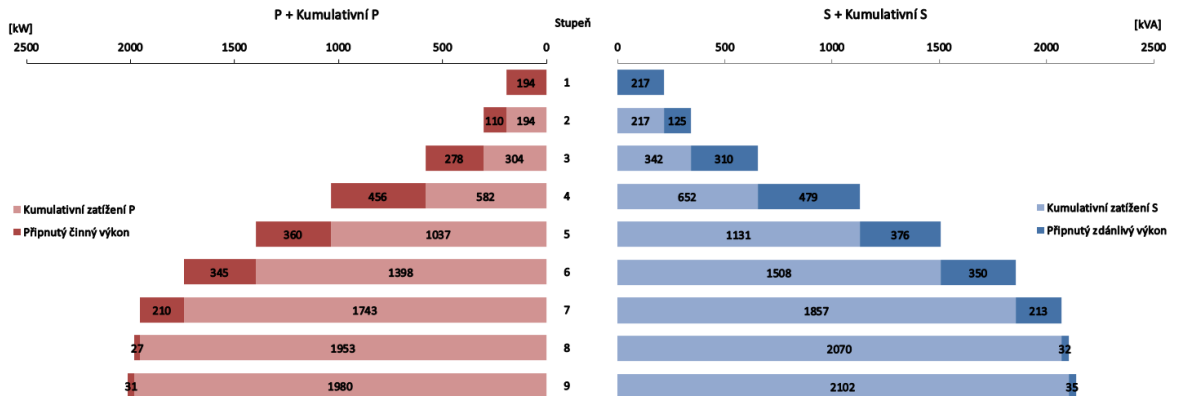 P + Kumulativní P
S + Kumulativní S
[kW]
Stupeň
[kVA]
2500 2000 1500 1000 500 0
0 500 1000 1500 2000 2500
194 1 217
110 194 2 217 125
278 304 3 342 310
456 582 4 652 479
Kumulativní zatížení P
Připnutý činný výkon
Kumulativní zatížení S
Připnutý zdánlivý výkon
360 1037 5 1131 376
345 1398 6 1508 350
210 1743 7 1857 213
27 1953 8 2070 32
31 1980 9 2102 35